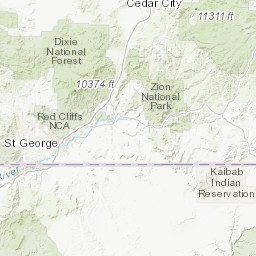 Cedar City
11311 ft
Dixie
National
Forest
10374 ft
Zion
National
Park
Red Cliffs
NCA
St George
River
Kaibab
Indian
Reservation